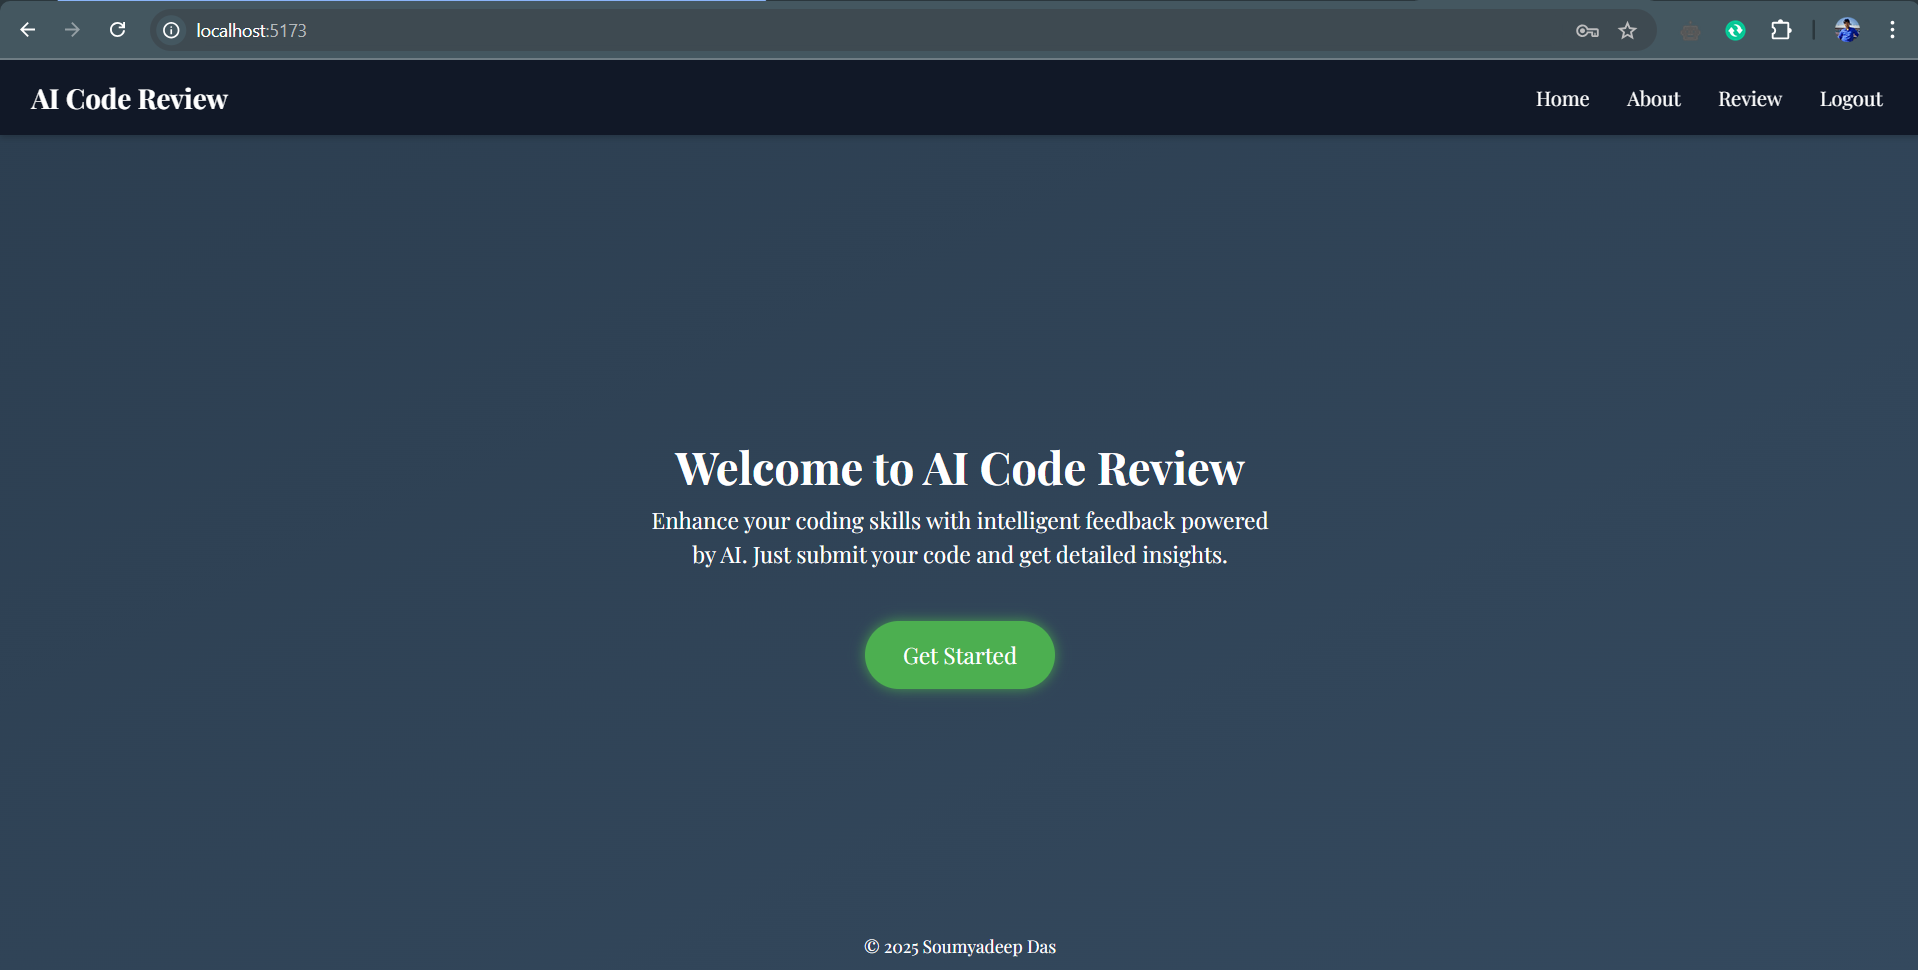 localhost:5173
AI Code Review
Home About Review Logout
Welcome to AI Code Review
Enhance your coding skills with intelligent feedback powered
by AI. Just submit your code and get detailed insights.
Get Started
© 2025 Soumyadeep Das